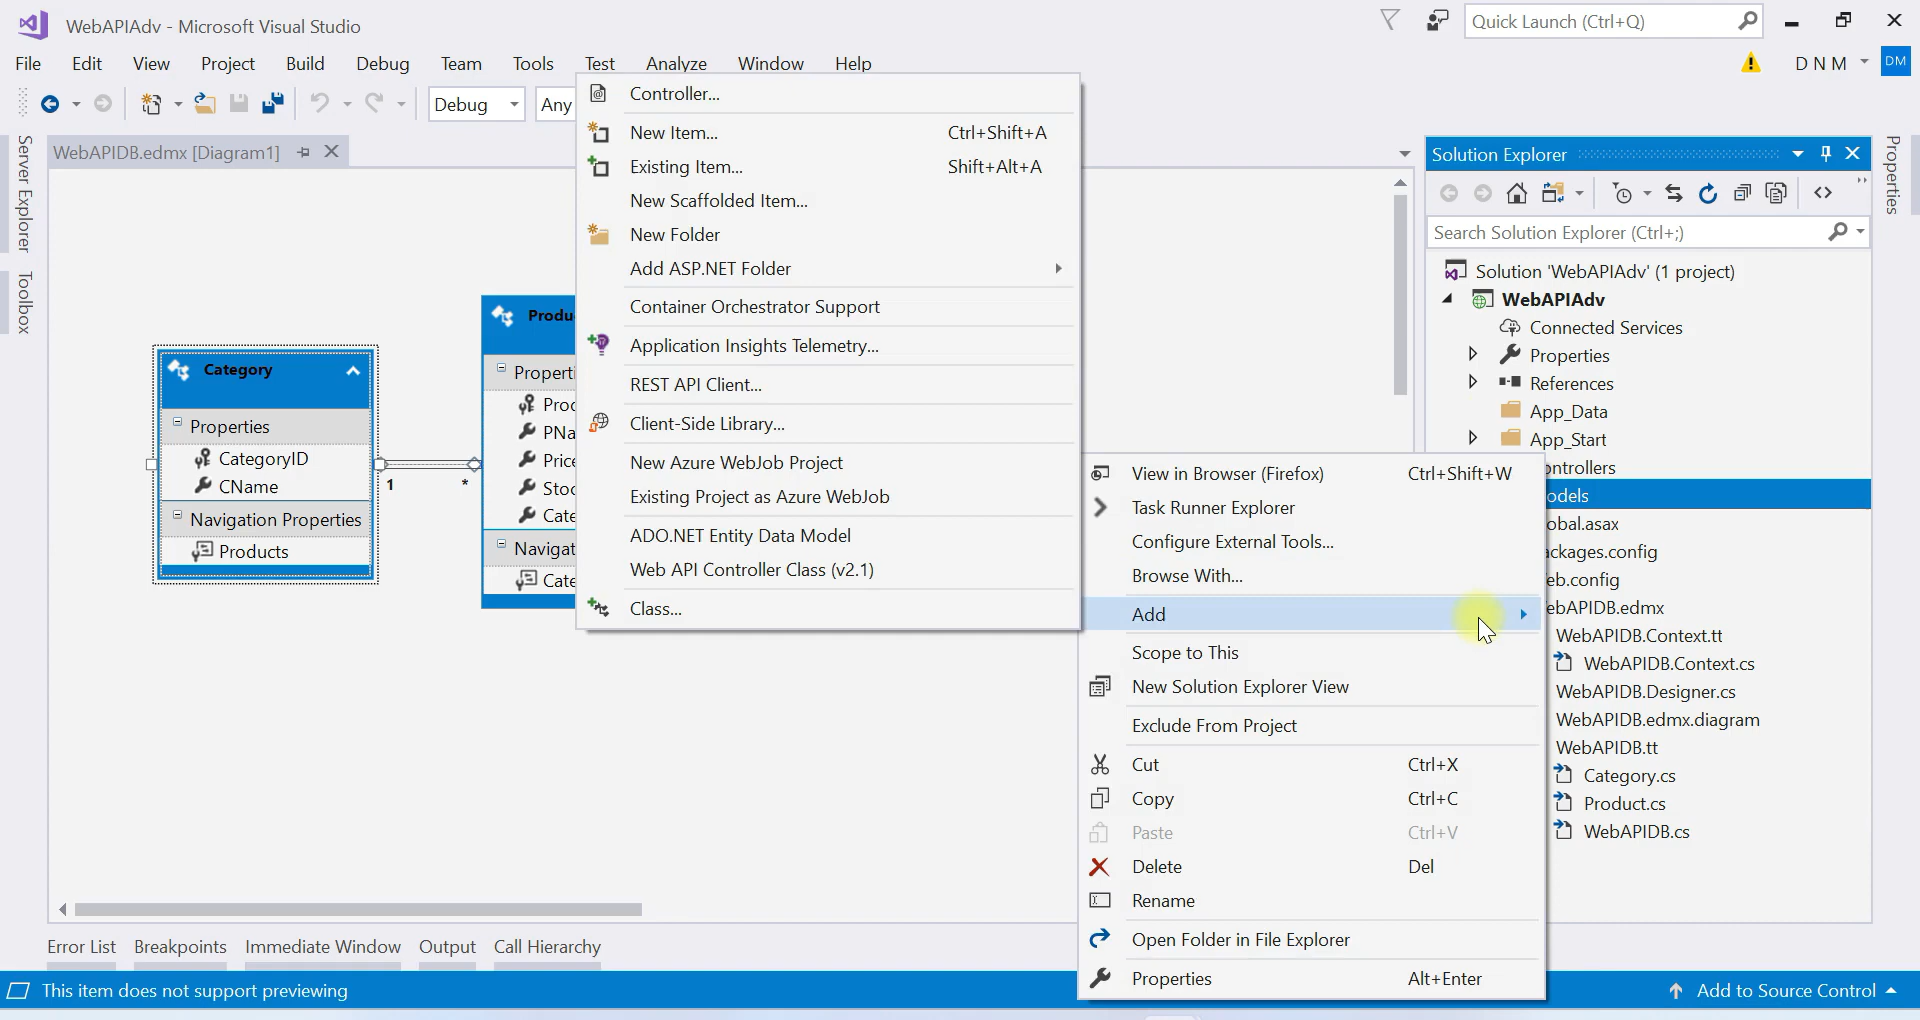 WebAPIAdv - Microsoft Visual Studio
Quick Launch (Ctrl+Q)
File Edit View Project Build Debug Team Tools Test Analyze Window Help
D N M DM
Debug Any
Server Explorer
Toolbox
WebAPIDB.edmx [Diagram1]
Category
Properties
CategoryID
CName
Navigation Properties
Products
1 *
Produ
Properti
Proc
PNa
Price
Stoc
Cate
Navigat
Cate
Controller...
New Item... Ctrl+Shift+A
Existing Item... Shift+Alt+A
New Scaffolded Item...
New Folder
Add ASP.NET Folder
Container Orchestrator Support
Application Insights Telemetry...
REST API Client...
Client-Side Library...
New Azure WebJob Project
Existing Project as Azure WebJob
ADO.NET Entity Data Model
Web API Controller Class (v2.1)
Class...
View in Browser (Firefox) Ctrl+Shift+W
Task Runner Explorer
Configure External Tools...
Browse With...
Add
Scope to This
New Solution Explorer View
Exclude From Project
Cut Ctrl+X
Copy Ctrl+C
Paste Ctrl+V
Delete Del
Rename
Open Folder in File Explorer
Properties Alt+Enter
Solution Explorer
Search Solution Explorer (Ctrl+;)
Solution 'WebAPIAdv' (1 project)
WebAPIAdv
Connected Services
Properties
References
App_Data
App_Start
ontrollers
odels
obal.asax
ackages.config
eb.config
ebAPIDB.edmx
WebAPIDB.Context.tt
WebAPIDB.Context.cs
WebAPIDB.Designer.cs
WebAPIDB.edmx.diagram
WebAPIDB.tt
Category.cs
Product.cs
WebAPIDB.cs
Properties
Error List Breakpoints Immediate Window Output Call Hierarchy
This item does not support previewing
Add to Source Control